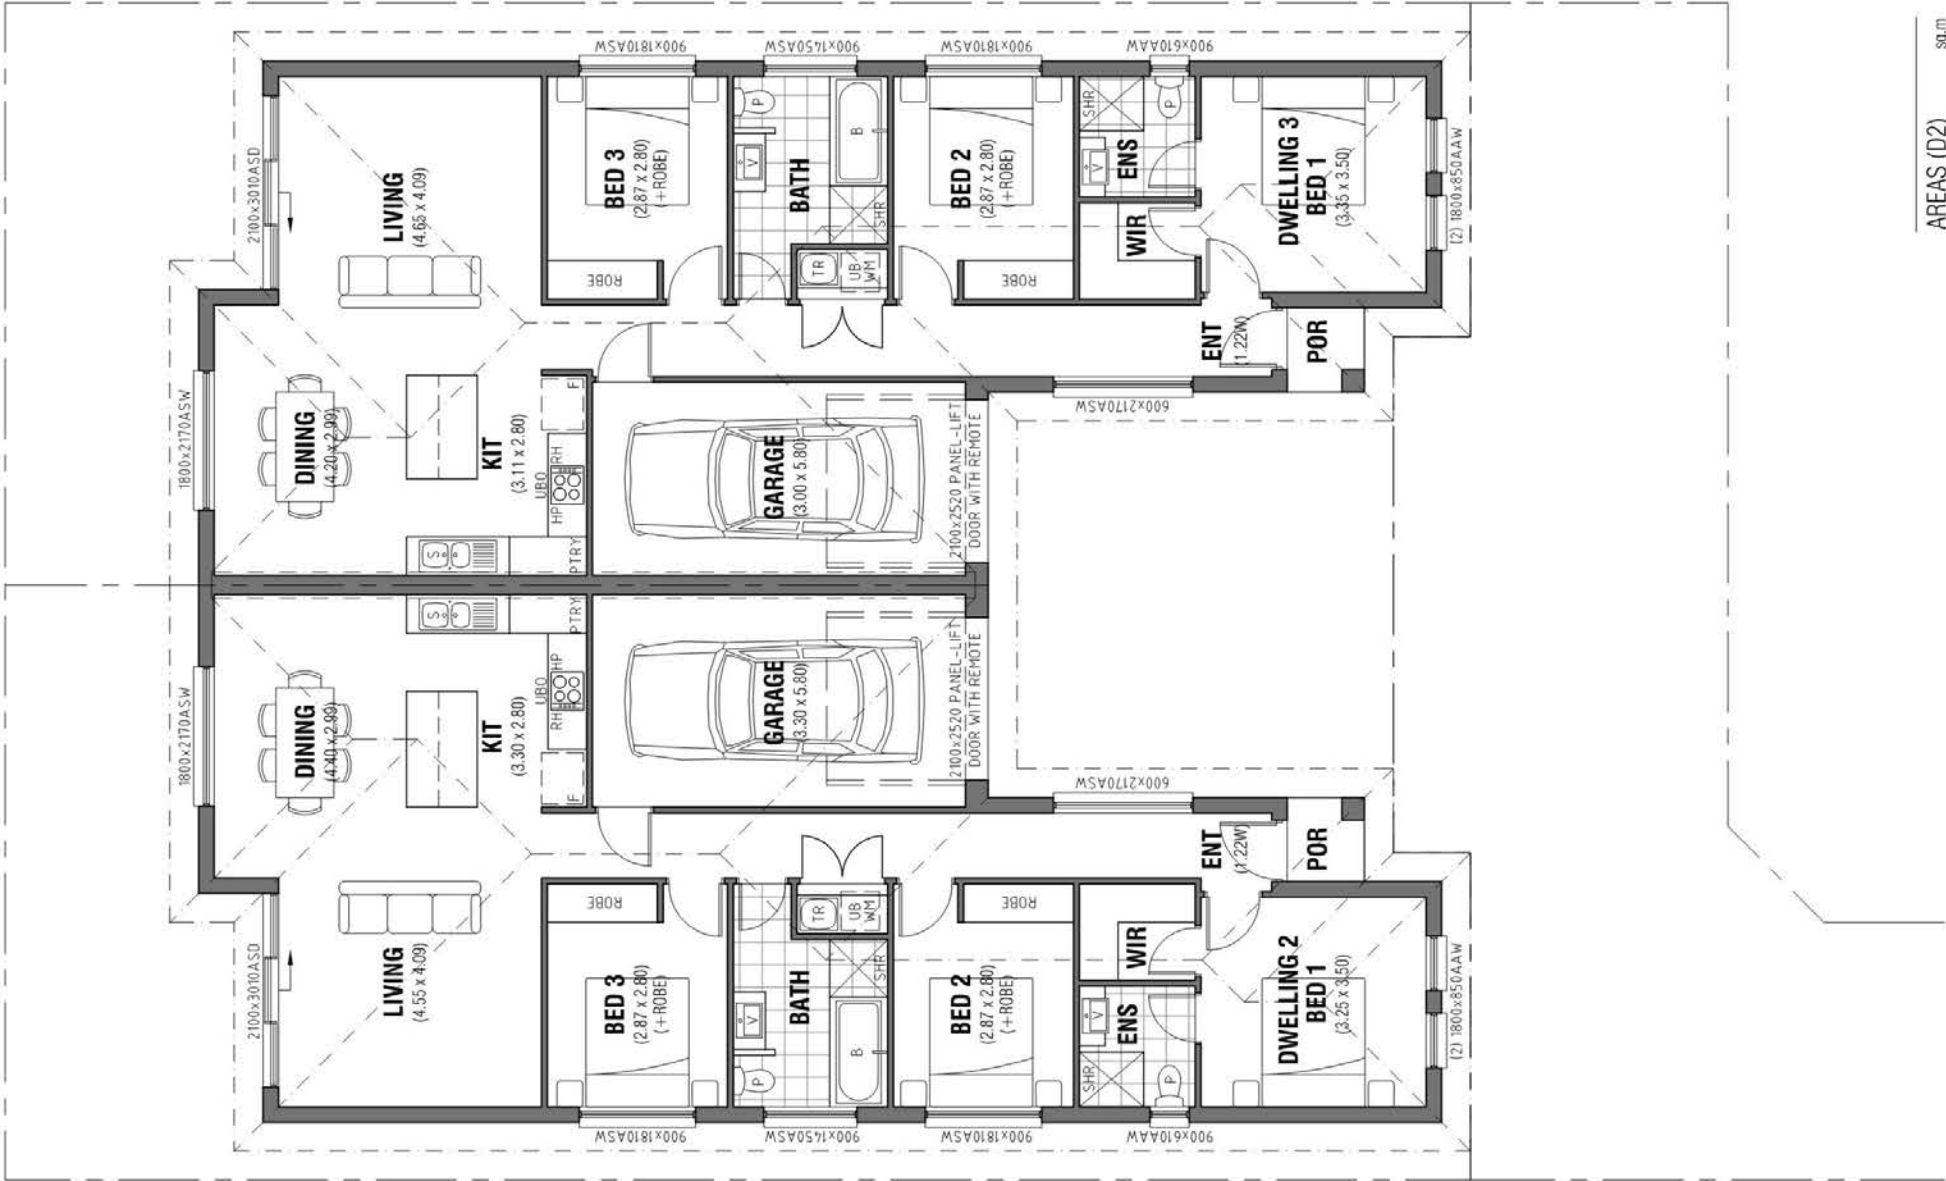 900x1810ASW
900x1450ASW
900x1810ASW
900x610AAW
sq.m
AREAS (D2)
2100x3010ASD
LIVING
(4.65 x 4.09)
BED 3
(2.87 x 2.80)
(+ROBE)
ROBE
P
V
BATH
B
SHR
TR
UB
WM
BED 2
(2.87 x 2.80)
(+ROBE)
ROBE
SHR
P
V
ENS
WIR
DWELLING 3
BED 1
(3.35 x 3.50)
(2) 1800x850AAW
ENT
(1.22W)
POR
600x2170ASW
1800x2170ASW
DINING
(4.20 x 2.99)
KIT
(3.11 x 2.80)
F
RH
UBO
HP
S
PTRY
GARAGE
(3.00 x 5.80)
2100x2520 PANEL-LIFT
DOOR WITH REMOTE
1800x2170ASW
DINING
(4.40 x 2.99)
KIT
(3.30 x 2.80)
S
PTRY
HP
UBO
RH
F
GARAGE
(3.30 x 5.80)
2100x2520 PANEL-LIFT
DOOR WITH REMOTE
600x2170ASW
ENT
(1.22W)
POR
2100x3010ASD
LIVING
(4.55 x 4.09)
ROBE
BED 3
(2.87 x 2.80)
(+ROBE)
TR
UB
WM
SHR
BATH
V
P
B
ROBE
BED 2
(2.87 x 2.80)
(+ROBE)
WIR
ENS
V
SHR
P
DWELLING 2
BED 1
(3.25 x 3.50)
(2) 1800x850AAW
900x1810ASW
900x1450ASW
900x1810ASW
900x610AAW